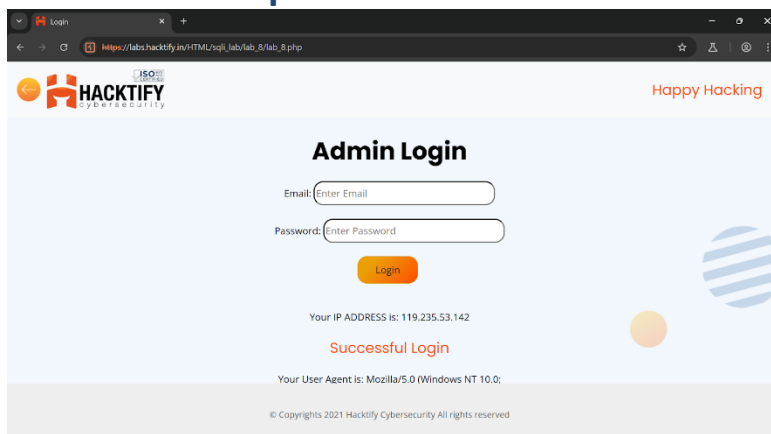 Login
https://labs.hacktify.in/HTML/sqli_lab/lab_8/lab_8.php
ISO
HACKTIFY
cybersecurity
Happy Hacking
Admin Login
Email: Enter Email
Password: Enter Password
Login
Your IP ADDRESS is: 119.235.53.142
Successful Login
Your User Agent is: Mozilla/5.0 (Windows NT 10.0;
© Copyrights 2021 Hacktify Cybersecurity All rights reserved